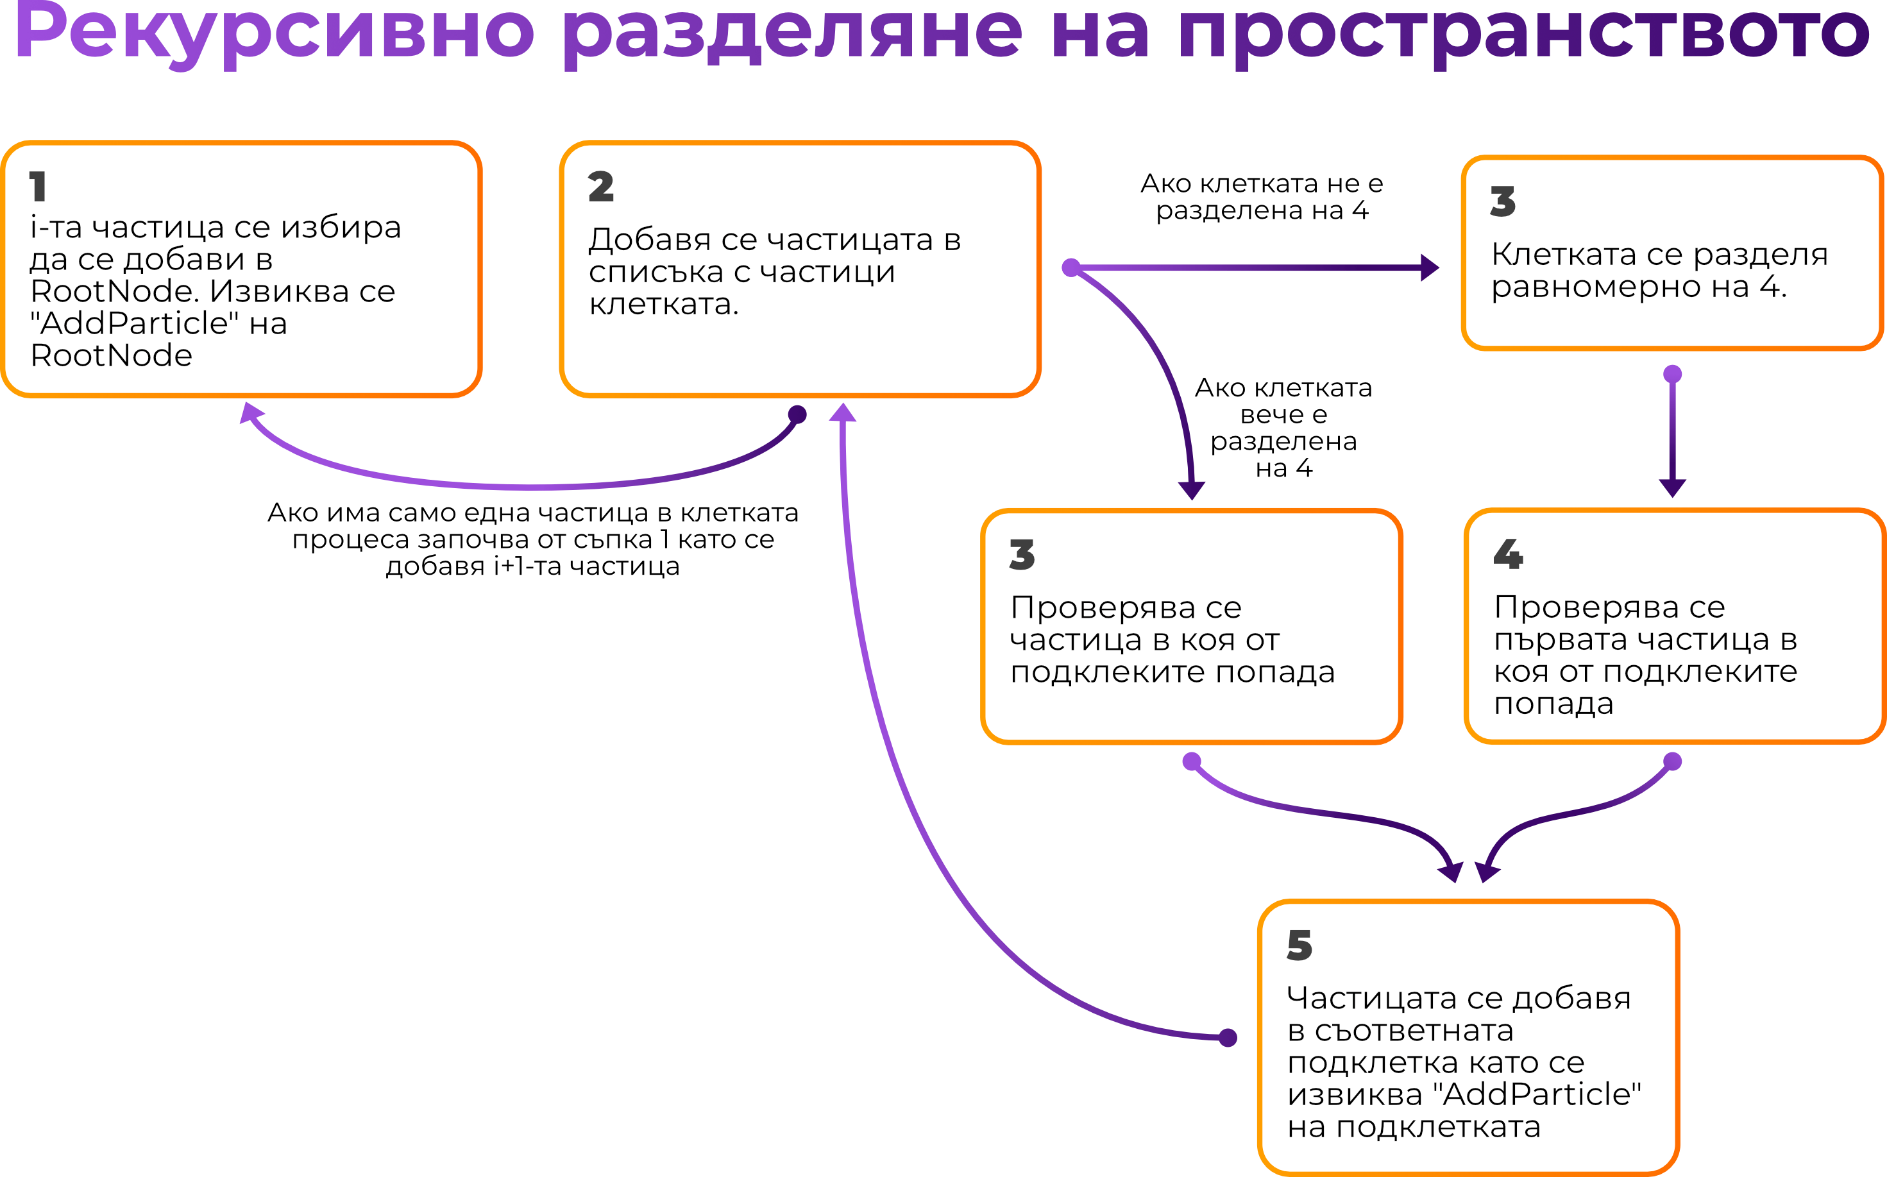 Рекурсивно разделяне на пространството
1
i-та частица се избира
да се добави в
RootNode. Извиква се
"AddParticle" на
RootNode
2
Добавя се частицата в
списъка с частици
клетката.
Ако клетката не е
разделена на 4
3
Клетката се разделя
равномерно на 4.
Ако клетката
вече е
разделена
на 4
Ако има само една частица в клетката
процеса започва от съпка 1 като се
добавя i+1-та частица
3
Проверява се
частица в коя от
подклеките попада
4
Проверява се
първата частица в
коя от подклеките
попада
5
Частицата се добавя
в съответната
подклетка като се
извиква "AddParticle"
на подклетката